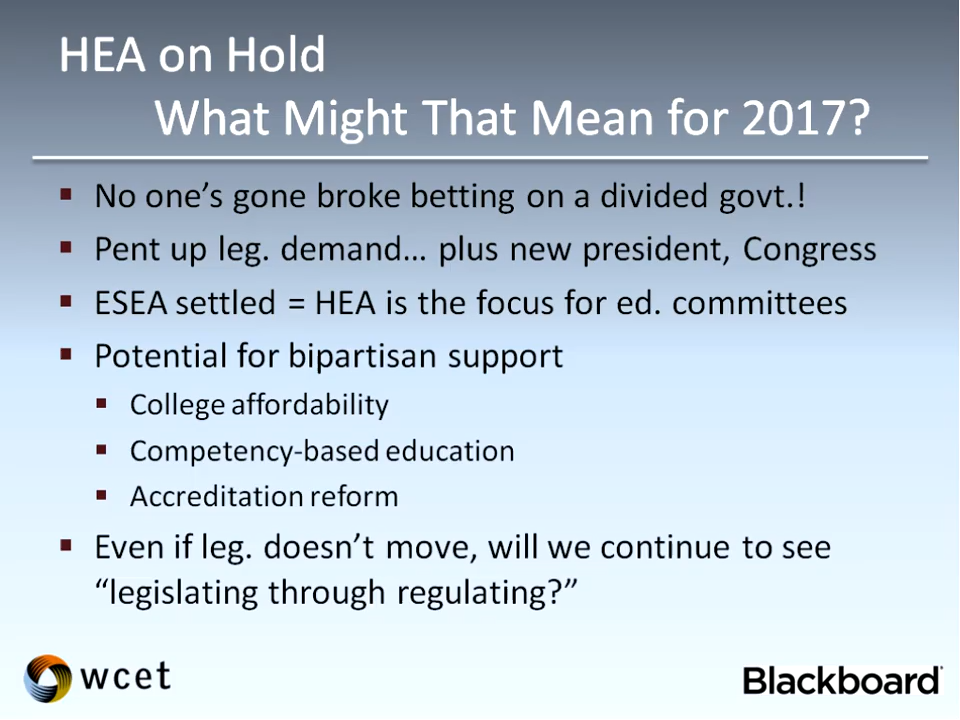 HEA on Hold
What Might That Mean for 2017?
No one’s gone broke betting on a divided govt.!
Pent up leg. demand… plus new president, Congress
ESEA settled = HEA is the focus for ed. committees
Potential for bipartisan support
College affordability
Competency-based education
Accreditation reform
Even if leg. doesn’t move, will we continue to see
“legislating through regulating?”
wcet
Blackboard